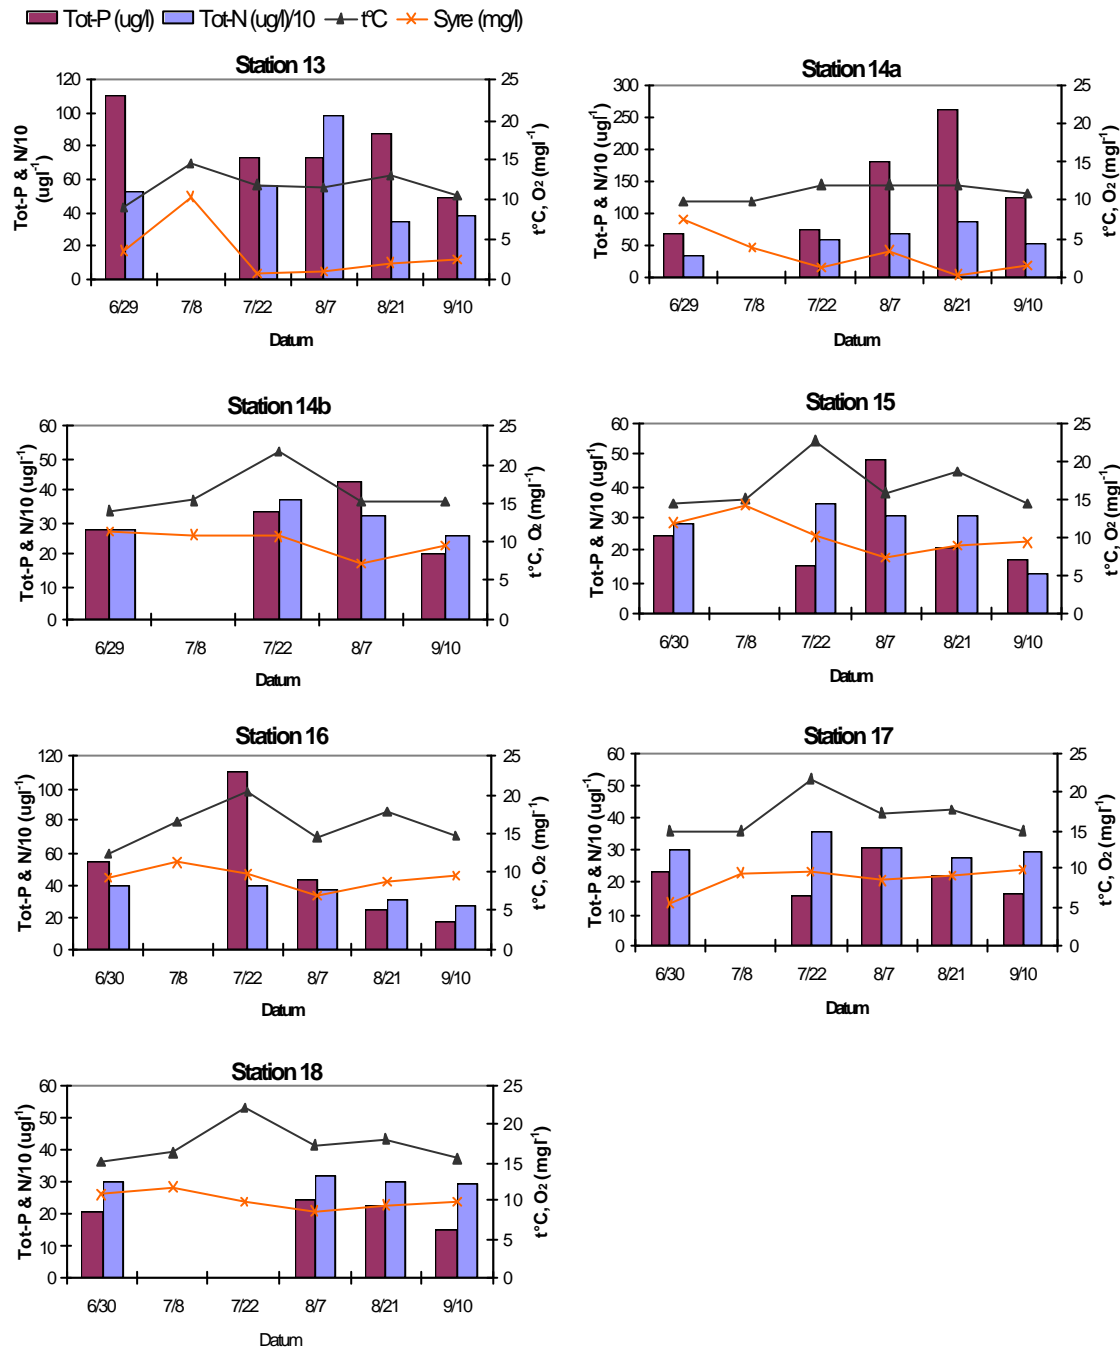 Tot-P (ug/l) Tot-N (ug/l)/10 t°C Syre (mg/l)
Station 13
Tot-P & N/10 (ugl⁻¹)
120
100
80
60
40
20
0
25
20
15
10
5
0
t°C, O₂ (mgl⁻¹)
6/29 7/8 7/22 8/7 8/21 9/10
Datum
Station 14a
Tot-P & N/10 (ugl⁻¹)
300
250
200
150
100
50
0
25
20
15
10
5
0
t°C, O₂ (mgl⁻¹)
6/29 7/8 7/22 8/7 8/21 9/10
Datum
Station 14b
Tot-P & N/10 (ugl⁻¹)
60
50
40
30
20
10
0
25
20
15
10
5
0
t°C, O₂ (mgl⁻¹)
6/29 7/8 7/22 8/7 9/10
Datum
Station 15
Tot-P & N/10 (ugl⁻¹)
60
50
40
30
20
10
0
25
20
15
10
5
0
t°C, O₂ (mgl⁻¹)
6/30 7/8 7/22 8/7 8/21 9/10
Datum
Station 16
Tot-P & N/10 (ugl⁻¹)
120
100
80
60
40
20
0
25
20
15
10
5
0
t°C, O₂ (mgl⁻¹)
6/30 7/8 7/22 8/7 8/21 9/10
Datum
Station 17
Tot-P & N/10 (ugl⁻¹)
60
50
40
30
20
10
0
25
20
15
10
5
0
t°C, O₂ (mgl⁻¹)
6/30 7/8 7/22 8/7 8/21 9/10
Datum
Station 18
Tot-P & N/10 (ugl⁻¹)
60
50
40
30
20
10
0
25
20
15
10
5
0
t°C, O₂ (mgl⁻¹)
6/30 7/8 7/22 8/7 8/21 9/10
Datum